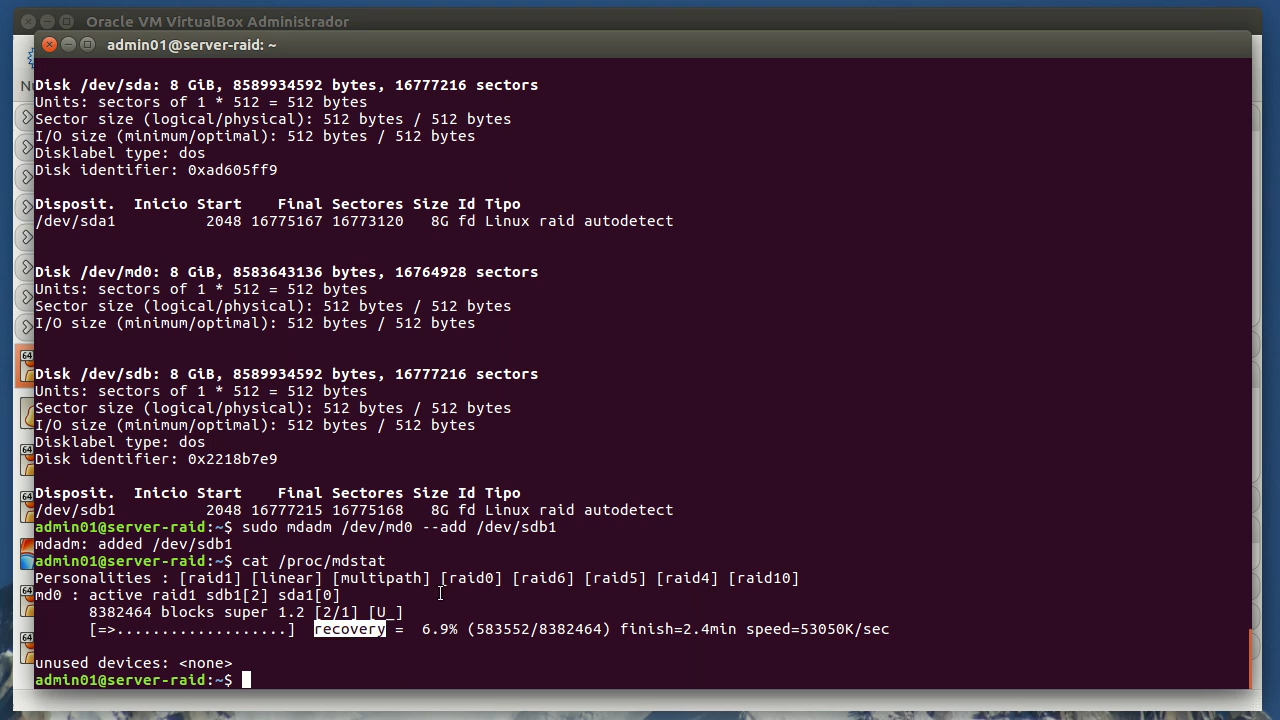 Oracle VM VirtualBox Administrador
admin01@server-raid: ~
Disk /dev/sda: 8 GiB, 8589934592 bytes, 16777216 sectors
Units: sectors of 1 * 512 = 512 bytes
Sector size (logical/physical): 512 bytes / 512 bytes
I/O size (minimum/optimal): 512 bytes / 512 bytes
Disklabel type: dos
Disk identifier: 0xad605ff9
Disposit.  Inicio Start    Final Sectores Size Id Tipo
/dev/sda1          2048 16775167 16773120   8G fd Linux raid autodetect
Disk /dev/md0: 8 GiB, 8583643136 bytes, 16764928 sectors
Units: sectors of 1 * 512 = 512 bytes
Sector size (logical/physical): 512 bytes / 512 bytes
I/O size (minimum/optimal): 512 bytes / 512 bytes
Disk /dev/sdb: 8 GiB, 8589934592 bytes, 16777216 sectors
Units: sectors of 1 * 512 = 512 bytes
Sector size (logical/physical): 512 bytes / 512 bytes
I/O size (minimum/optimal): 512 bytes / 512 bytes
Disklabel type: dos
Disk identifier: 0x2218b7e9
Disposit.  Inicio Start    Final Sectores Size Id Tipo
/dev/sdb1          2048 16777215 16775168   8G fd Linux raid autodetect
admin01@server-raid:~$ sudo mdadm /dev/md0 --add /dev/sdb1
mdadm: added /dev/sdb1
admin01@server-raid:~$ cat /proc/mdstat
Personalities : [raid1] [linear] [multipath] [raid0] [raid6] [raid5] [raid4] [raid10]
md0 : active raid1 sdb1[2] sda1[0]
      8382464 blocks super 1.2 [2/1] [U_]
      [=>...................]  recovery =  6.9% (583552/8382464) finish=2.4min speed=53050K/sec
unused devices: <none>
admin01@server-raid:~$